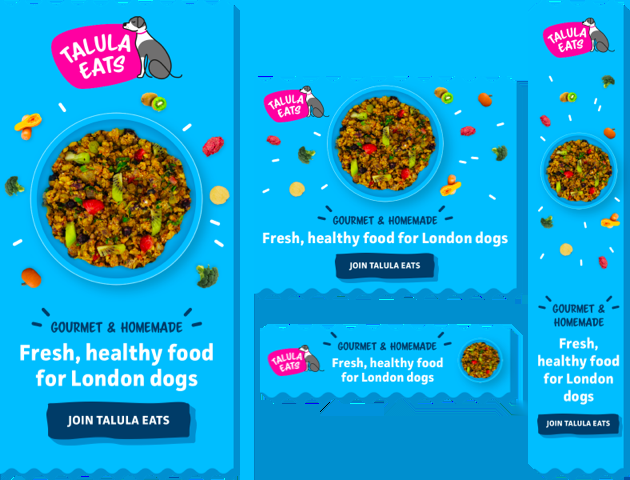 TALULA
EATS
GOURMET & HOMEMADE
Fresh, healthy food
for London dogs
JOIN TALULA EATS
TALULA
EATS
GOURMET & HOMEMADE
Fresh, healthy food for London dogs
JOIN TALULA EATS
TALULA
EATS
GOURMET & HOMEMADE
Fresh, healthy food
for London dogs
TALULA
EATS
GOURMET &
HOMEMADE
Fresh,
healthy food
for London
dogs
JOIN TALULA EATS